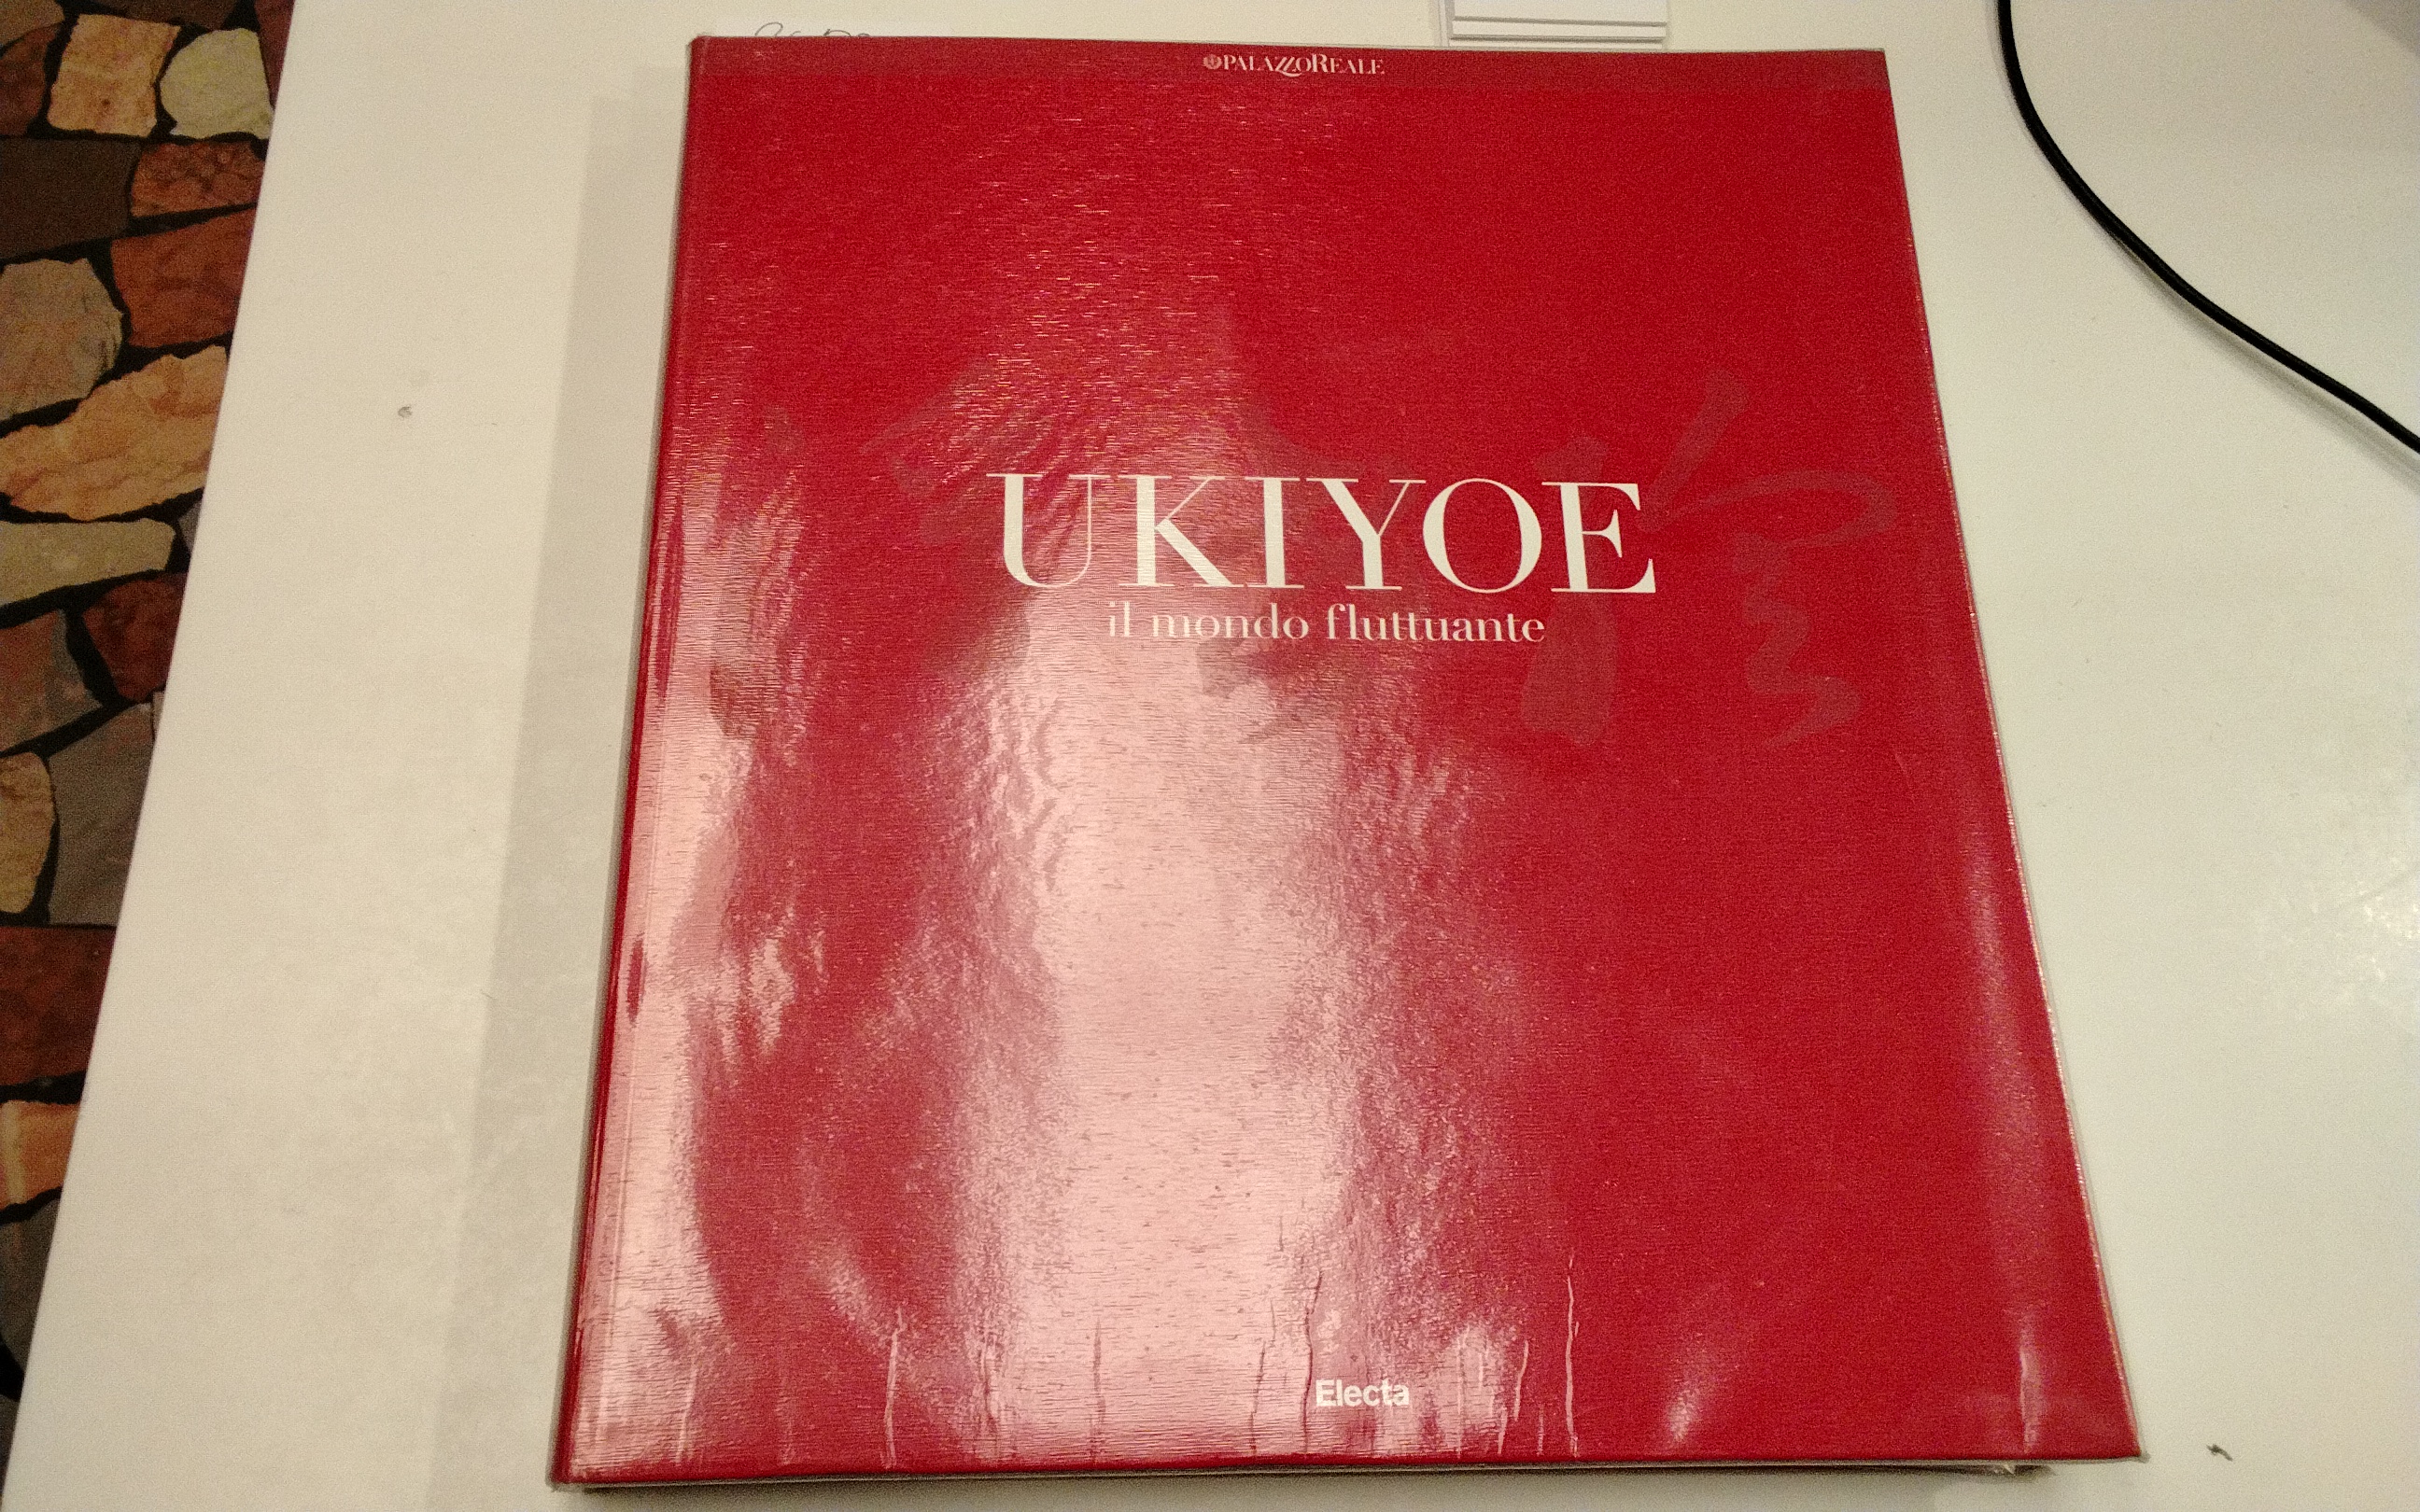 PALAZZOREALE
UKIYOE
il mondo fluttuante
Electa